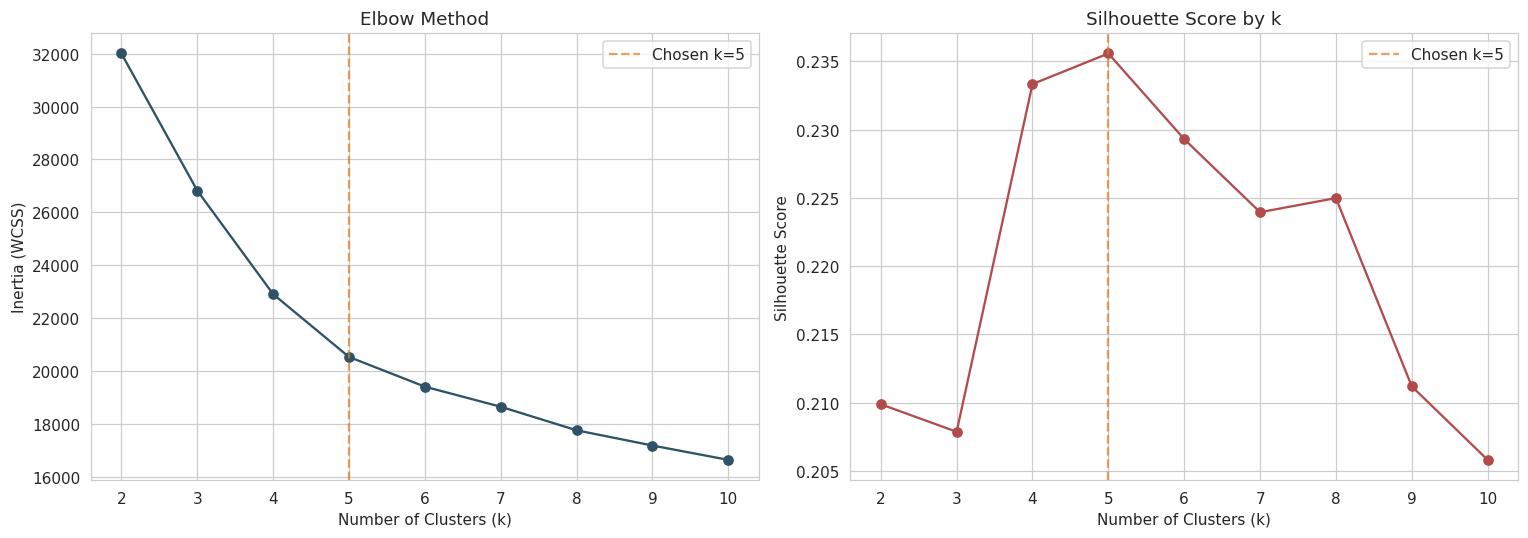 Elbow Method
Chosen k=5
32000
30000
28000
26000
24000
22000
20000
18000
16000
Inertia (WCSS)
2 3 4 5 6 7 8 9 10
Number of Clusters (k)
Silhouette Score by k
Chosen k=5
0.235
0.230
0.225
0.220
0.215
0.210
0.205
Silhouette Score
2 3 4 5 6 7 8 9 10
Number of Clusters (k)